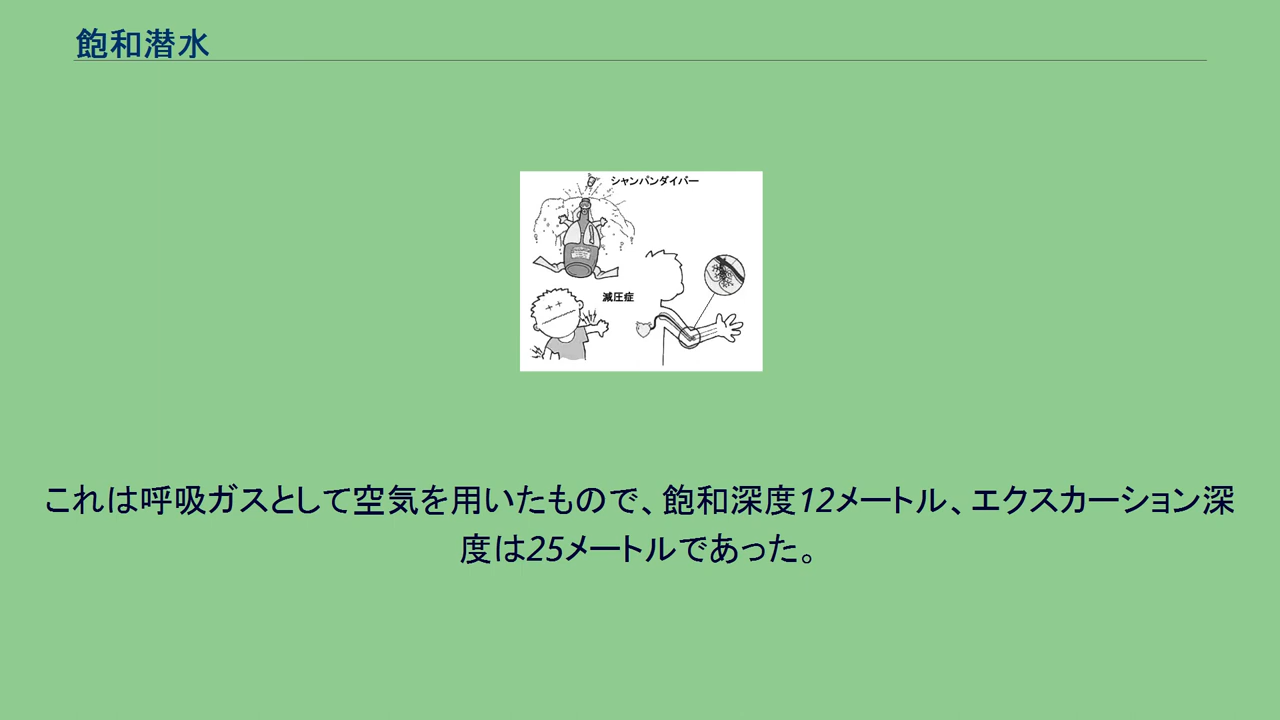 飽和潜水
シャンパンダイバー
減圧症
これは呼吸ガスとして空気を用いたもので、飽和深度12メートル、エクスカーション深
度は25メートルであった。